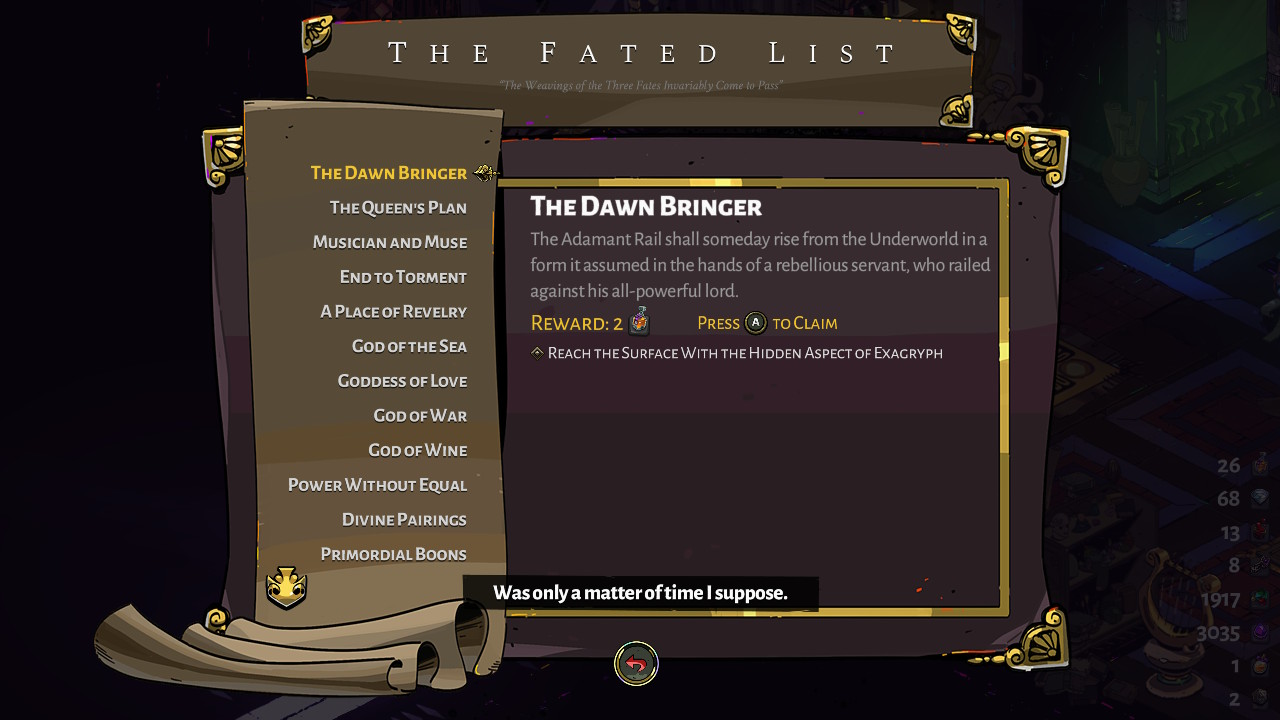 THE FATED LIST
"The Weavings of the Three Fates Invariably Come to Pass"
THE DAWN BRINGER
THE QUEEN'S PLAN
MUSICIAN AND MUSE
END TO TORMENT
A PLACE OF REVELRY
GOD OF THE SEA
GODDESS OF LOVE
GOD OF WAR
GOD OF WINE
POWER WITHOUT EQUAL
DIVINE PAIRINGS
PRIMORDIAL BOONS
THE DAWN BRINGER
The Adamant Rail shall someday rise from the Underworld in a
form it assumed in the hands of a rebellious servant, who railed
against his all-powerful lord.
REWARD: 2 PRESS A TO CLAIM
REACH THE SURFACE WITH THE HIDDEN ASPECT OF EXAGRYPH
Was only a matter of time I suppose.
26
68
13
8
1917
3035
1
2